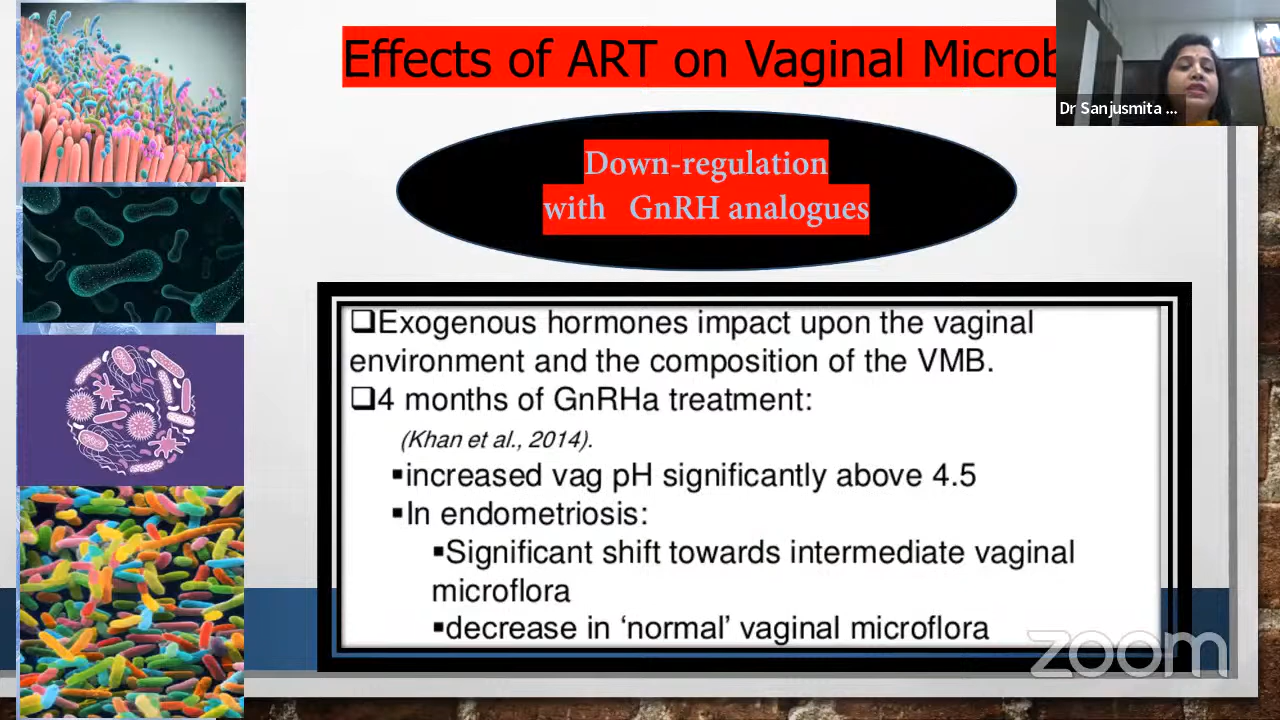 Effects of ART on Vaginal Microb
Dr Sanjusmita ...
Down-regulation
with GnRH analogues
❑Exogenous hormones impact upon the vaginal
environment and the composition of the VMB.
❑4 months of GnRHa treatment:
(Khan et al., 2014).
▪increased vag pH significantly above 4.5
▪In endometriosis:
▪Significant shift towards intermediate vaginal
microflora
▪decrease in ‘normal’ vaginal microflora
zoom